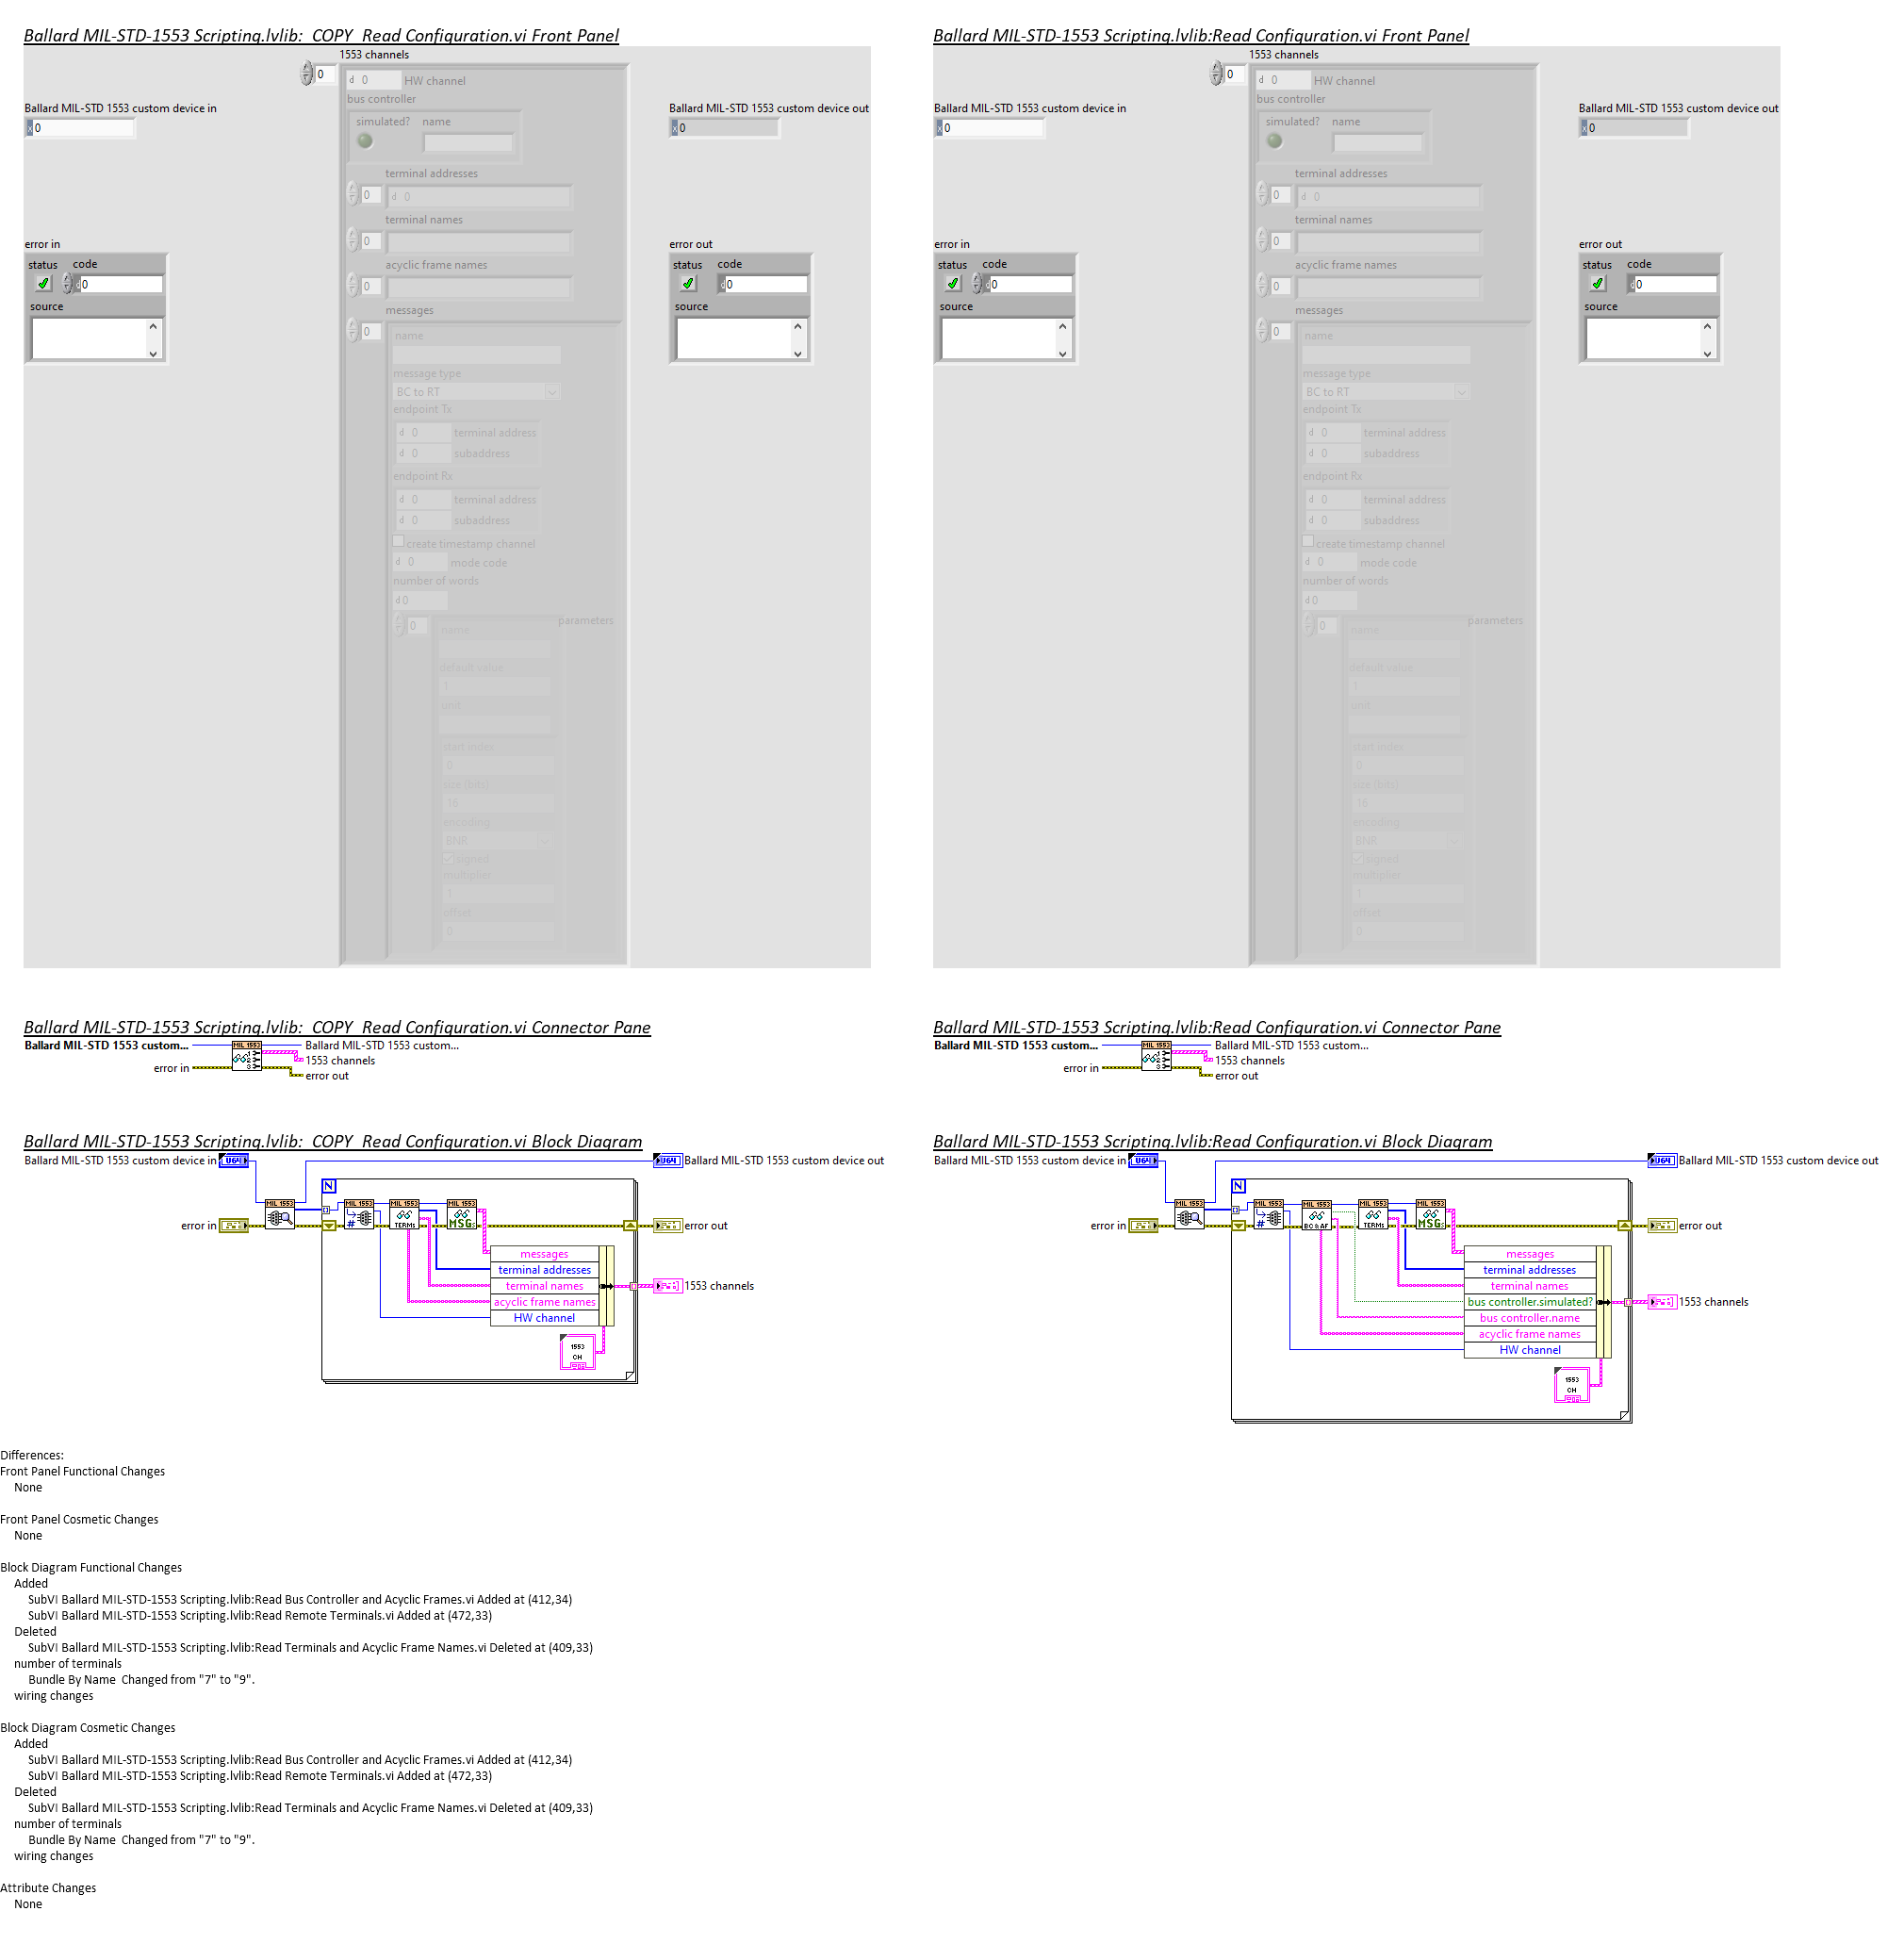 Ballard MIL-STD-1553 Scripting.lvlib:_COPY_Read Configuration.vi Front Panel
1553 channels
0
d 0 HW channel
bus controller
Ballard MIL-STD 1553 custom device in
x 0
simulated? name
Ballard MIL-STD 1553 custom device out
x 0
terminal addresses
0 d 0
terminal names
0
error in
status code
d 0
source
acyclic frame names
0
error out
status code
d 0
source
messages
0
name
message type
BC to RT
endpoint Tx
d 0 terminal address
d 0 subaddress
endpoint Rx
d 0 terminal address
d 0 subaddress
create timestamp channel
d 0 mode code
number of words
d 0
0 parameters
name
default value
1
unit
start index
0
size (bits)
16
encoding
BNR
signed
multiplier
1
offset
0
Ballard MIL-STD-1553 Scripting.lvlib:Read Configuration.vi Front Panel
1553 channels
0
d 0 HW channel
bus controller
Ballard MIL-STD 1553 custom device in
x 0
simulated? name
Ballard MIL-STD 1553 custom device out
x 0
terminal addresses
0 d 0
terminal names
0
error in
status code
d 0
source
acyclic frame names
0
error out
status code
d 0
source
messages
0
name
message type
BC to RT
endpoint Tx
d 0 terminal address
d 0 subaddress
endpoint Rx
d 0 terminal address
d 0 subaddress
create timestamp channel
d 0 mode code
number of words
d 0
0 parameters
name
default value
1
unit
start index
0
size (bits)
16
encoding
BNR
signed
multiplier
1
offset
0
Ballard MIL-STD-1553 Scripting.lvlib:_COPY_Read Configuration.vi Connector Pane
Ballard MIL-STD 1553 custom... MIL 1553 Ballard MIL-STD 1553 custom...
1553 channels
error in
error out
Ballard MIL-STD-1553 Scripting.lvlib:Read Configuration.vi Connector Pane
Ballard MIL-STD 1553 custom... MIL 1553 Ballard MIL-STD 1553 custom...
1553 channels
error in
error out
Ballard MIL-STD-1553 Scripting.lvlib:_COPY_Read Configuration.vi Block Diagram
Ballard MIL-STD 1553 custom device in U64 U64 Ballard MIL-STD 1553 custom device out
N
MIL 1553 MIL 1553 MIL 1553 MIL 1553
error in # TERMs MSGs error out
messages
terminal addresses
terminal names 1553 channels
acyclic frame names
HW channel
1553
CH
Ballard MIL-STD-1553 Scripting.lvlib:Read Configuration.vi Block Diagram
Ballard MIL-STD 1553 custom device in U64 U64 Ballard MIL-STD 1553 custom device out
N
MIL 1553 MIL 1553 MIL 1553 MIL 1553 MIL 1553
error in # BC & AF TERMs MSGs error out
messages
terminal addresses
terminal names
bus controller.simulated? 1553 channels
bus controller.name
acyclic frame names
HW channel
1553
CH
Differences:
Front Panel Functional Changes
None
Front Panel Cosmetic Changes
None
Block Diagram Functional Changes
Added
SubVI Ballard MIL-STD-1553 Scripting.lvlib:Read Bus Controller and Acyclic Frames.vi Added at (412,34)
SubVI Ballard MIL-STD-1553 Scripting.lvlib:Read Remote Terminals.vi Added at (472,33)
Deleted
SubVI Ballard MIL-STD-1553 Scripting.lvlib:Read Terminals and Acyclic Frame Names.vi Deleted at (409,33)
number of terminals
Bundle By Name Changed from "7" to "9".
wiring changes
Block Diagram Cosmetic Changes
Added
SubVI Ballard MIL-STD-1553 Scripting.lvlib:Read Bus Controller and Acyclic Frames.vi Added at (412,34)
SubVI Ballard MIL-STD-1553 Scripting.lvlib:Read Remote Terminals.vi Added at (472,33)
Deleted
SubVI Ballard MIL-STD-1553 Scripting.lvlib:Read Terminals and Acyclic Frame Names.vi Deleted at (409,33)
number of terminals
Bundle By Name Changed from "7" to "9".
wiring changes
Attribute Changes
None